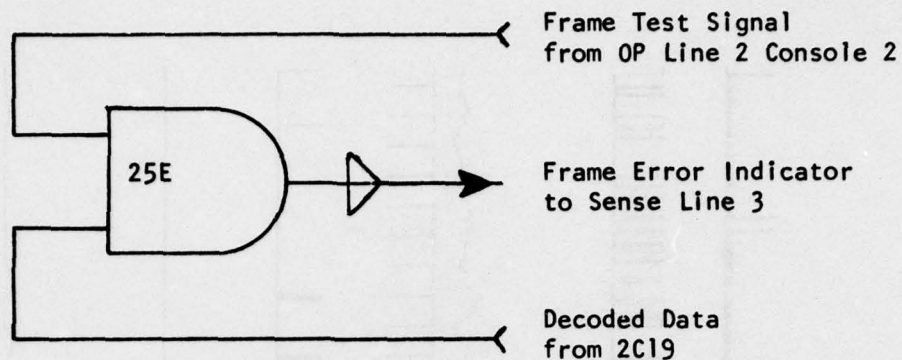 Frame Test Signal
from OP Line 2 Console 2
25E
Frame Error Indicator
to Sense Line 3
Decoded Data
from 2C19